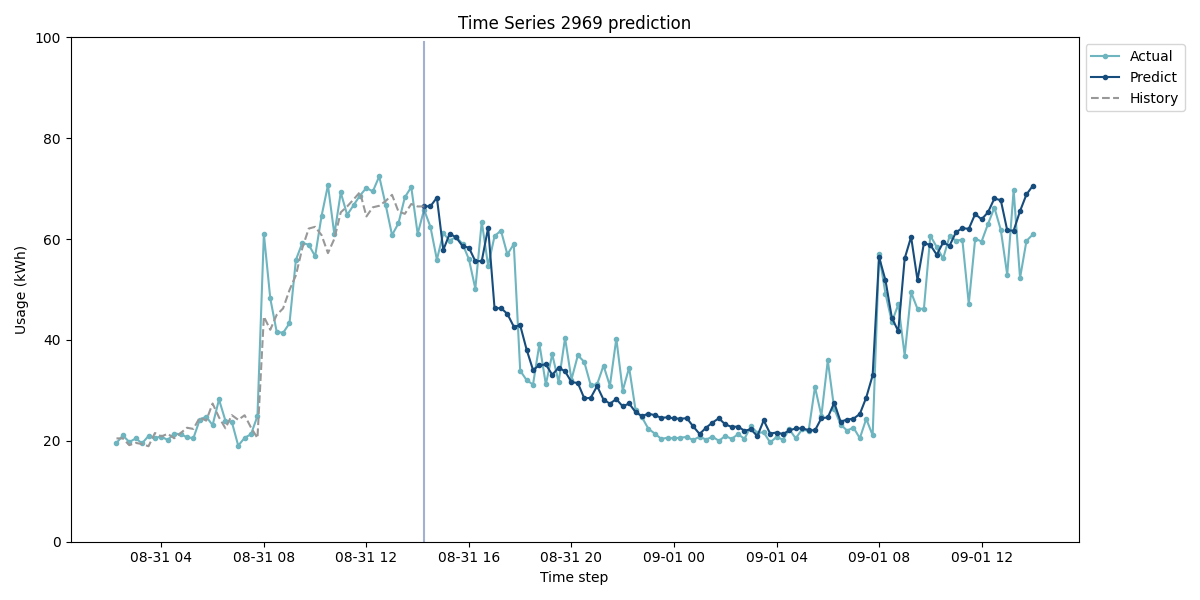 Time Series 2969 prediction
100
80
60
40
20
0
Usage (kWh)
08-31 04
08-31 08
08-31 12
08-31 16
08-31 20
09-01 00
09-01 04
09-01 08
09-01 12
Time step
Actual
Predict
History